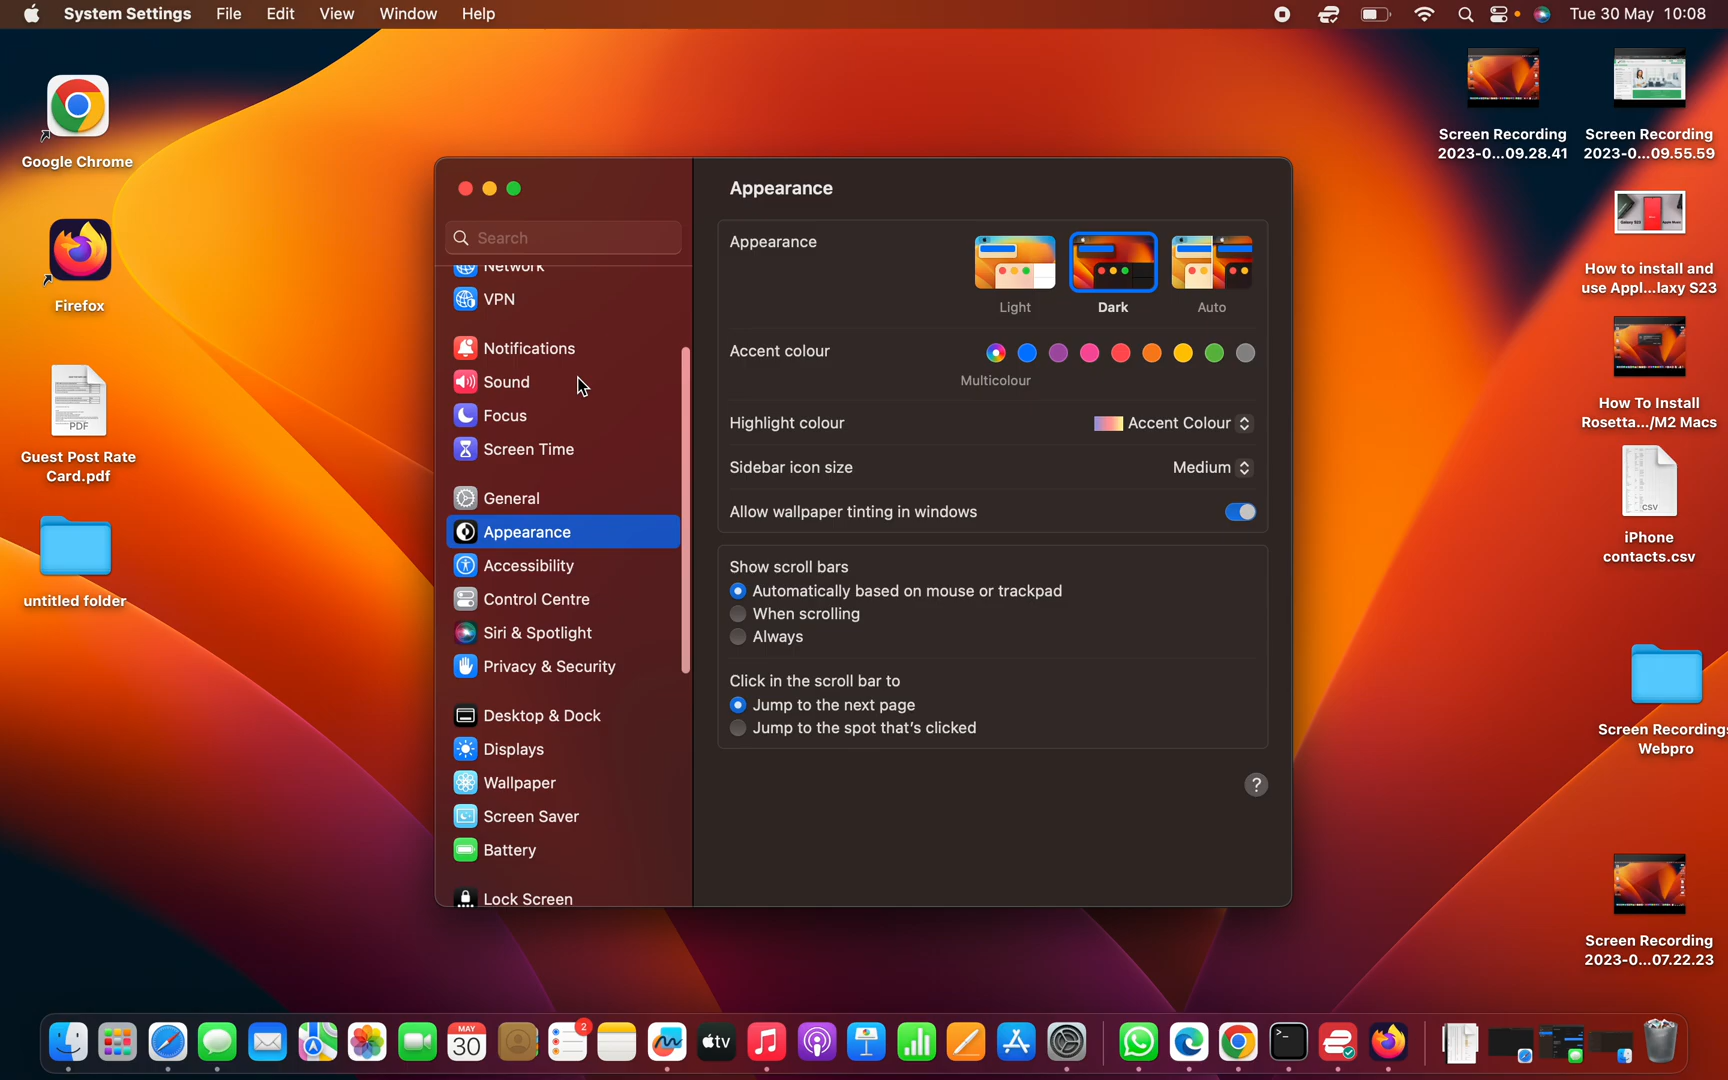 System Settings File Edit View Window Help
Tue 30 May 10:08
Google Chrome
Firefox
PDF
Guest Post Rate
Card.pdf
untitled folder
Search
Network
VPN
Notifications
Sound
Focus
Screen Time
General
Appearance
Accessibility
Control Centre
Siri & Spotlight
Privacy & Security
Desktop & Dock
Displays
Wallpaper
Screen Saver
Battery
Lock Screen
Appearance
Appearance
Light Dark Auto
Accent colour
Multicolour
Highlight colour Accent Colour
Sidebar icon size Medium
Allow wallpaper tinting in windows
Show scroll bars
Automatically based on mouse or trackpad
When scrolling
Always
Click in the scroll bar to
Jump to the next page
Jump to the spot that's clicked
?
Screen Recording
2023-0...09.28.41
Screen Recording
2023-0...09.55.59
How to install and
use Appl...laxy S23
How To Install
Rosetta.../M2 Macs
CSV
iPhone
contacts.csv
Screen Recordings
Webpro
Screen Recording
2023-0...07.22.23
MAY
30
2
tv